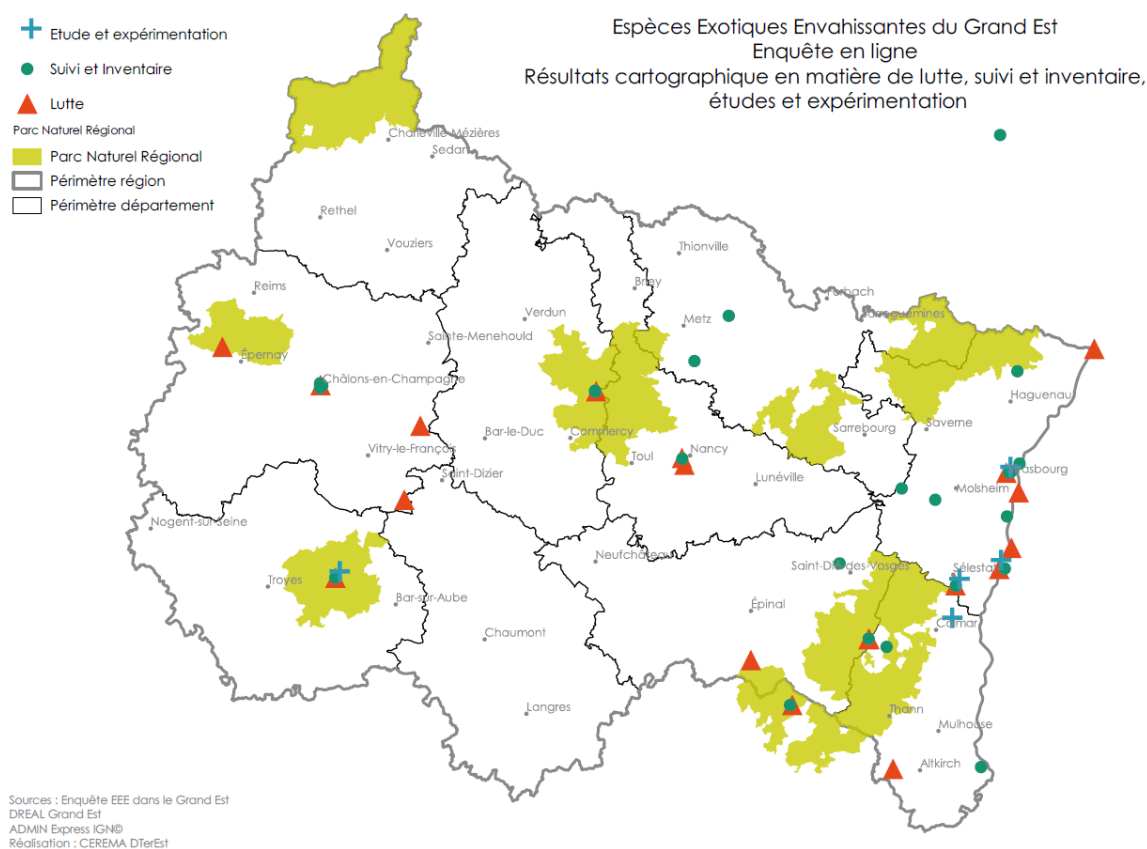 Espèces Exotiques Envahissantes du Grand Est
Enquête en ligne
Résultats cartographique en matière de lutte, suivi et inventaire,
études et expérimentation
Etude et expérimentation
Suivi et Inventaire
Lutte
Parc Naturel Régional
Parc Naturel Régional
Périmètre région
Périmètre département
Charleville-Mézières
Sedan
Rethel
Vouziers
Thionville
Reims
Briey
Forbach
Verdun
Metz
Sarreguemines
Sainte-Menehould
Épernay
Châlons-en-Champagne
Haguenau
Bar-le-Duc
Commercy
Sarrebourg
Saverne
Vitry-le-François
Toul
Nancy
Saint-Dizier
Lunéville
Strasbourg
Molsheim
Nogent-sur-Seine
Neufchâteau
Saint-Dié-des-Vosges
Sélestat
Troyes
Bar-sur-Aube
Épinal
Chaumont
Colmar
Langres
Thann
Mulhouse
Altkirch
Sources : Enquête EEE dans le Grand Est
DREAL Grand Est
ADMIN Express IGN©
Réalisation : CEREMA DTerEst